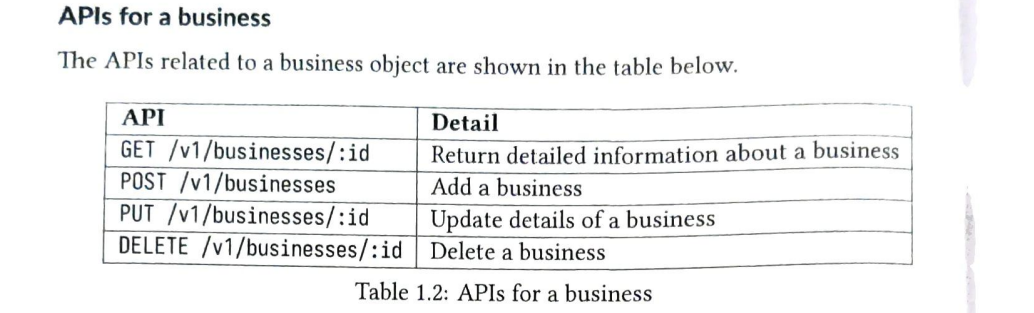 APIs for a business
The APIs related to a business object are shown in the table below.
API Detail
GET /v1/businesses/:id Return detailed information about a business
POST /v1/businesses Add a business
PUT /v1/businesses/:id Update details of a business
DELETE /v1/businesses/:id Delete a business
Table 1.2: APIs for a business